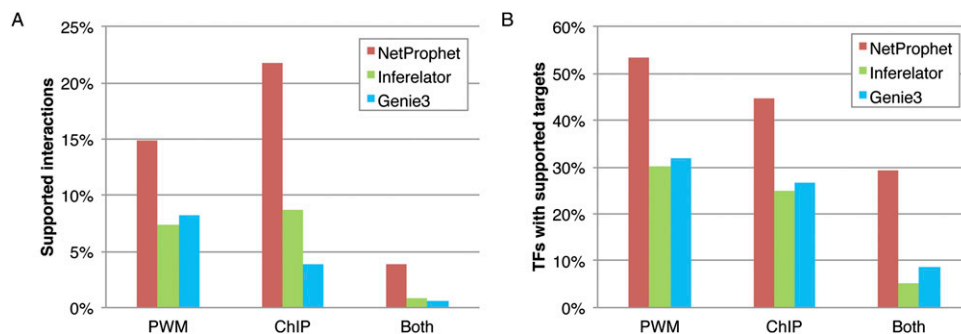 A
Supported interactions
25%
20%
15%
10%
5%
0%
NetProphet
Inferelator
Genie3
PWM ChIP Both
B
TFs with supported targets
60%
50%
40%
30%
20%
10%
0%
NetProphet
Inferelator
Genie3
PWM ChIP Both